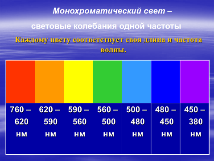 Монохроматический свет –
световые колебания одной частоты
Каждому цвету соответствует своя длина и частота
волны.
760 – 620 – 590 – 560 – 500 – 480 – 450 –
620 590 560 500 480 450 380
нм нм нм нм нм нм нм